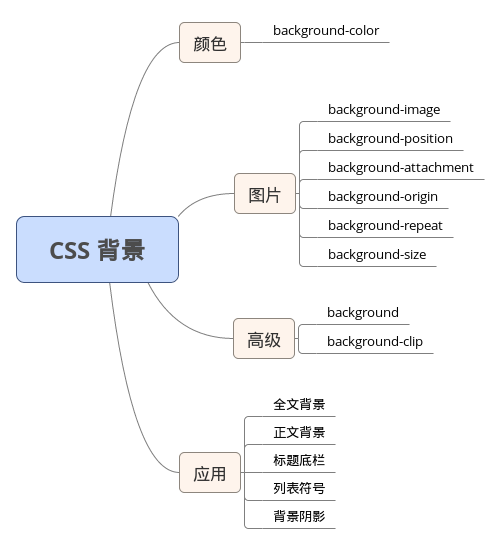 CSS 背景
颜色
background-color
图片
background-image
background-position
background-attachment
background-origin
background-repeat
background-size
高级
background
background-clip
应用
全文背景
正文背景
标题底栏
列表符号
背景阴影